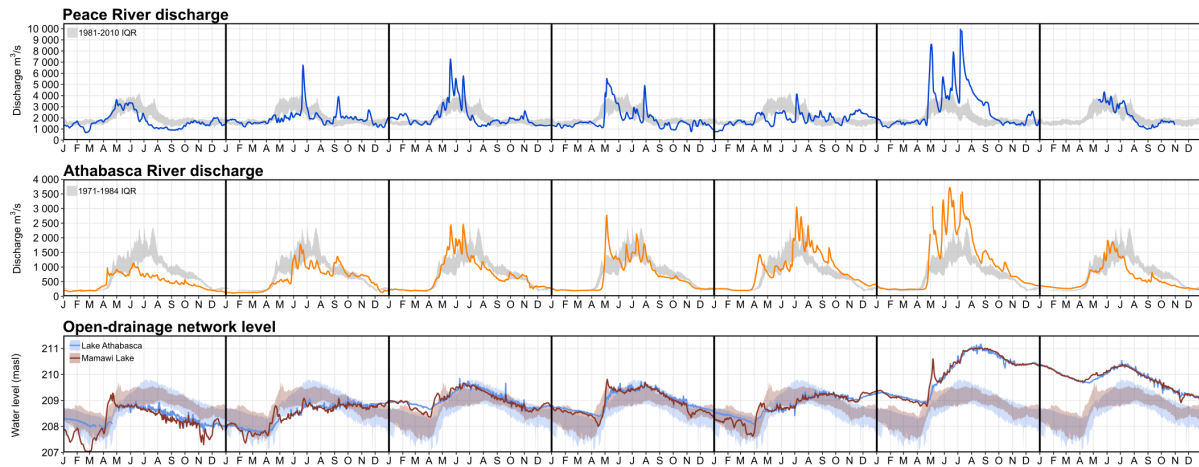 Peace River discharge
10 000
9 000
8 000
7 000
6 000
5 000
4 000
3 000
2 000
1 000
0
Discharge m³/s
1981-2010 IQR
J F M A M J J A S O N D J F M A M J J A S O N D J F M A M J J A S O N D J F M A M J J A S O N D J F M A M J J A S O N D J F M A M J J A S O N D J F M A M J J A S O N D
Athabasca River discharge
4 000
3 500
3 000
2 500
2 000
1 500
1 000
500
0
Discharge m³/s
1971-1984 IQR
J F M A M J J A S O N D J F M A M J J A S O N D J F M A M J J A S O N D J F M A M J J A S O N D J F M A M J J A S O N D J F M A M J J A S O N D J F M A M J J A S O N D
Open-drainage network level
211
210
209
208
207
Water level (masl)
Lake Athabasca
Mamawi Lake
J F M A M J J A S O N D J F M A M J J A S O N D J F M A M J J A S O N D J F M A M J J A S O N D J F M A M J J A S O N D J F M A M J J A S O N D J F M A M J J A S O N D